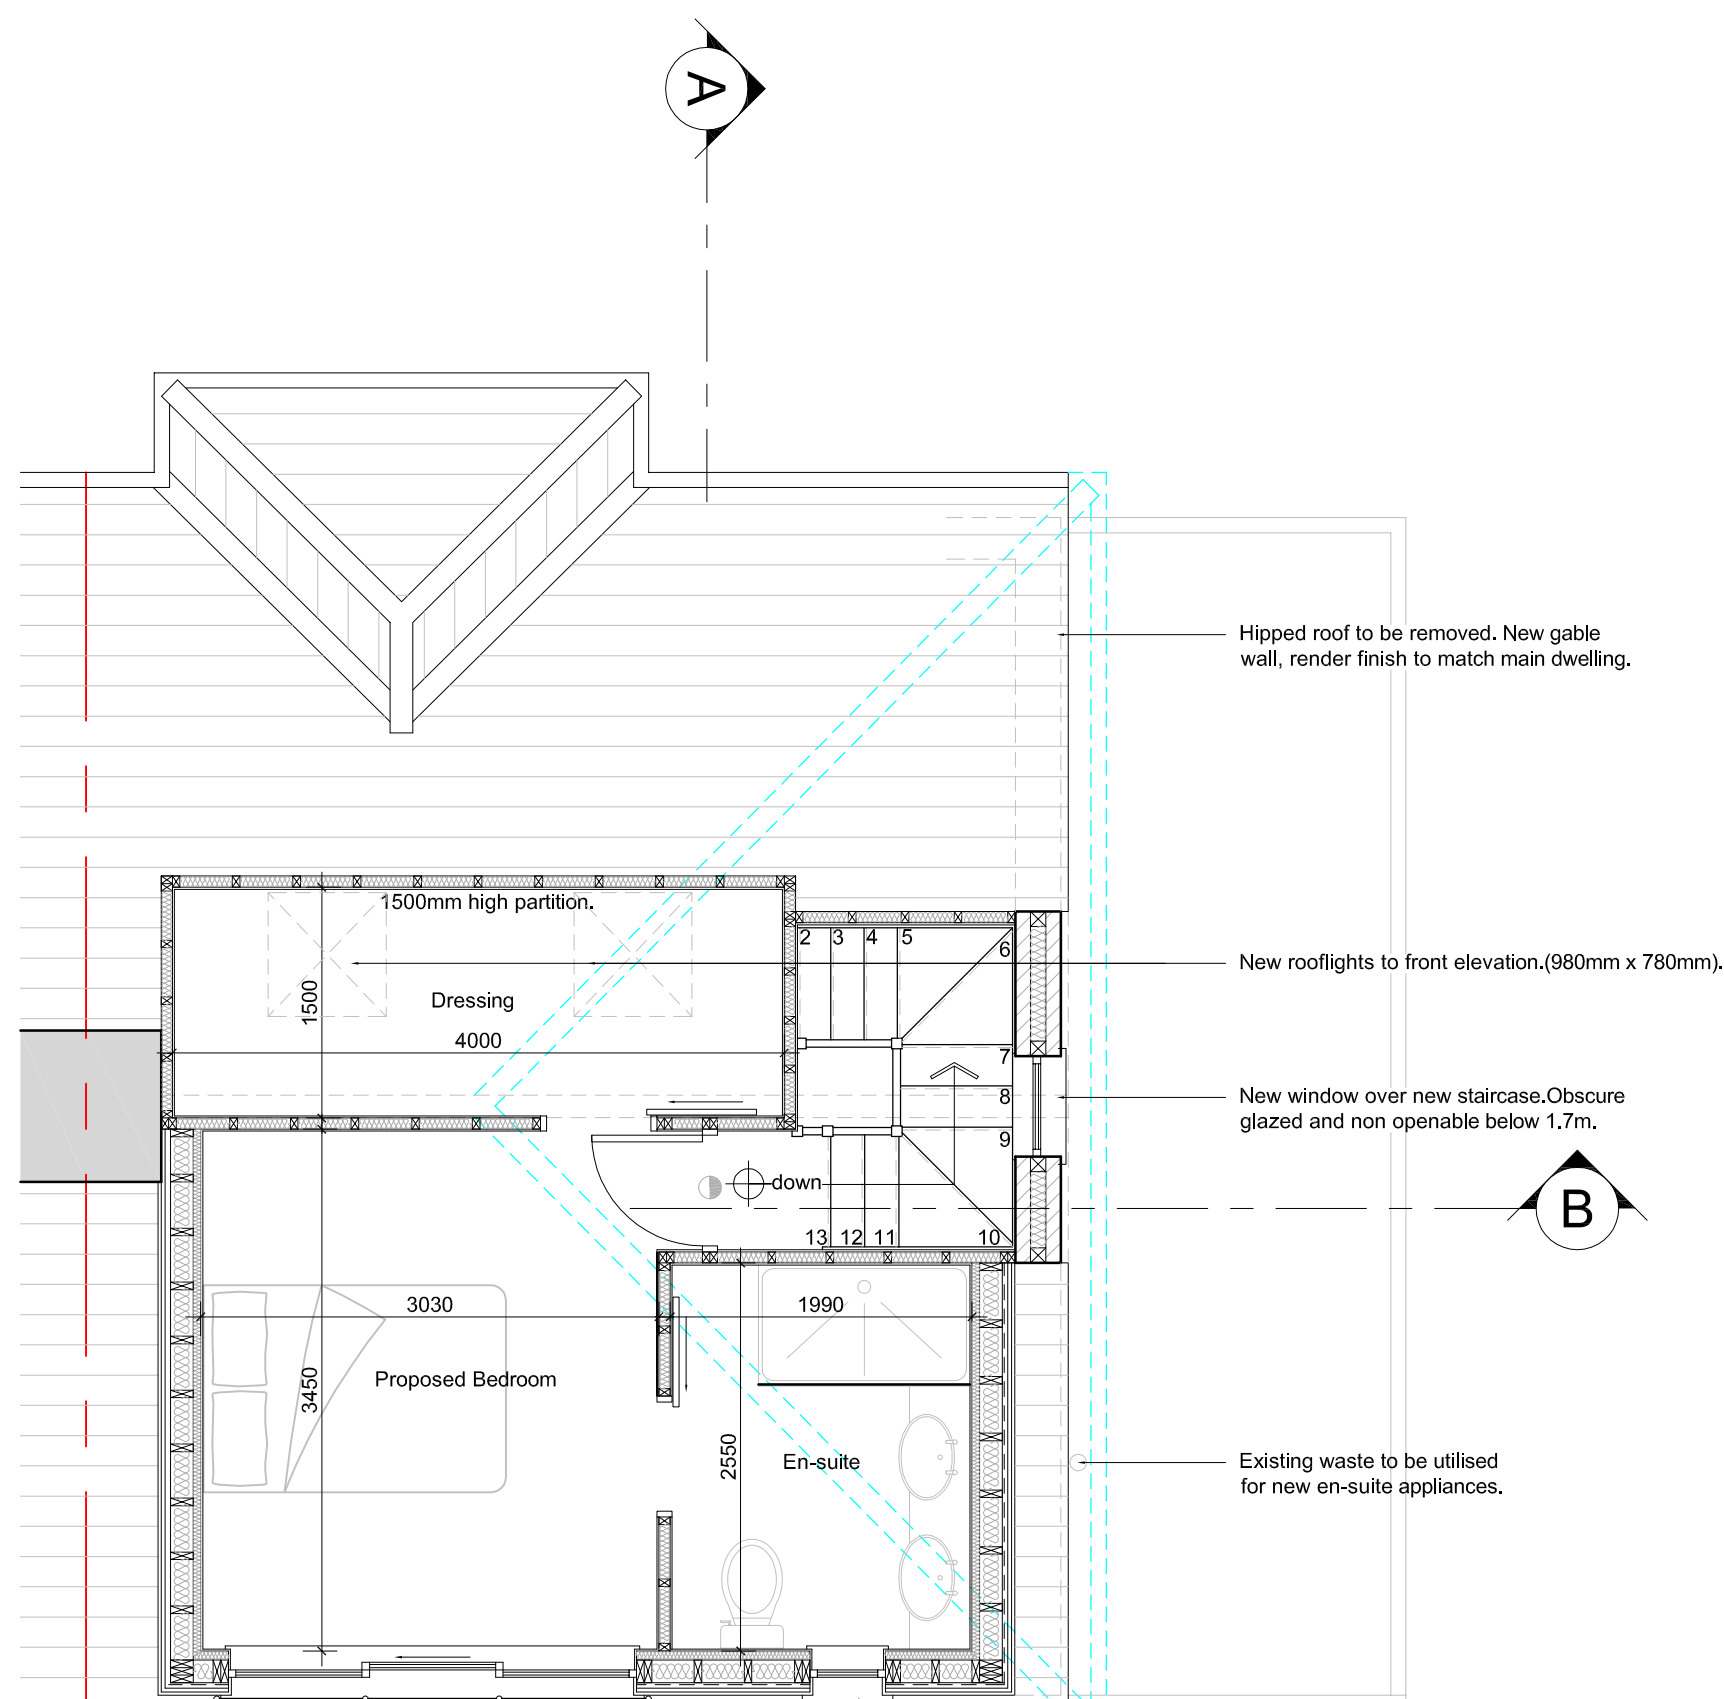 A
Hipped roof to be removed. New gable
wall, render finish to match main dwelling.
1500mm high partition.
2 3 4 5 6
New rooflights to front elevation.(980mm x 780mm).
Dressing
1500
4000
7
8
9
New window over new staircase.Obscure
glazed and non openable below 1.7m.
down
B
13 12 11 10
3030
1990
Proposed Bedroom
3450
2550
En-suite
Existing waste to be utilised
for new en-suite appliances.